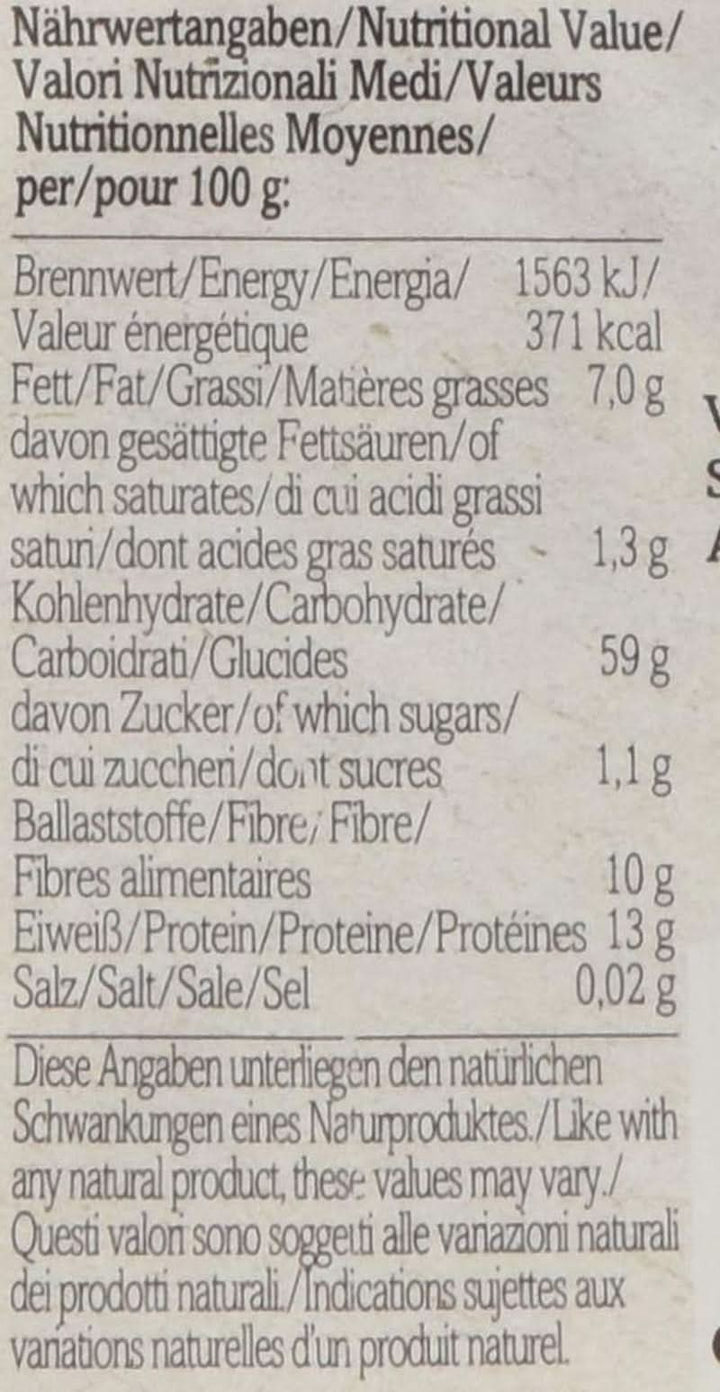 Nährwertangaben/Nutritional Value/
Valori Nutrizionali Medi/Valeurs
Nutritionnelles Moyennes/
per/pour 100 g:
Brennwert/Energy/Energia/ 1563 kJ/
Valeur énergétique 371 kcal
Fett/Fat/Grassi/Matières grasses 7,0 g
davon gesättigte Fettsäuren/of
which saturates/di cui acidi grassi
saturi/dont acides gras saturés 1,3 g
Kohlenhydrate/Carbohydrate/
Carboidrati/Glucides 59 g
davon Zucker/of which sugars/
di cui zuccheri/dont sucres 1,1 g
Ballaststoffe/Fibre/Fibre/
Fibres alimentaires 10 g
Eiweiß/Protein/Proteine/Protéines 13 g
Salz/Salt/Sale/Sel 0,02 g
Diese Angaben unterliegen den natürlichen
Schwankungen eines Naturproduktes./Like with
any natural product, these values may vary./
Questi valori sono soggetti alle variazioni naturali
dei prodotti naturali./Indications sujettes aux
variations naturelles d'un produit naturel.